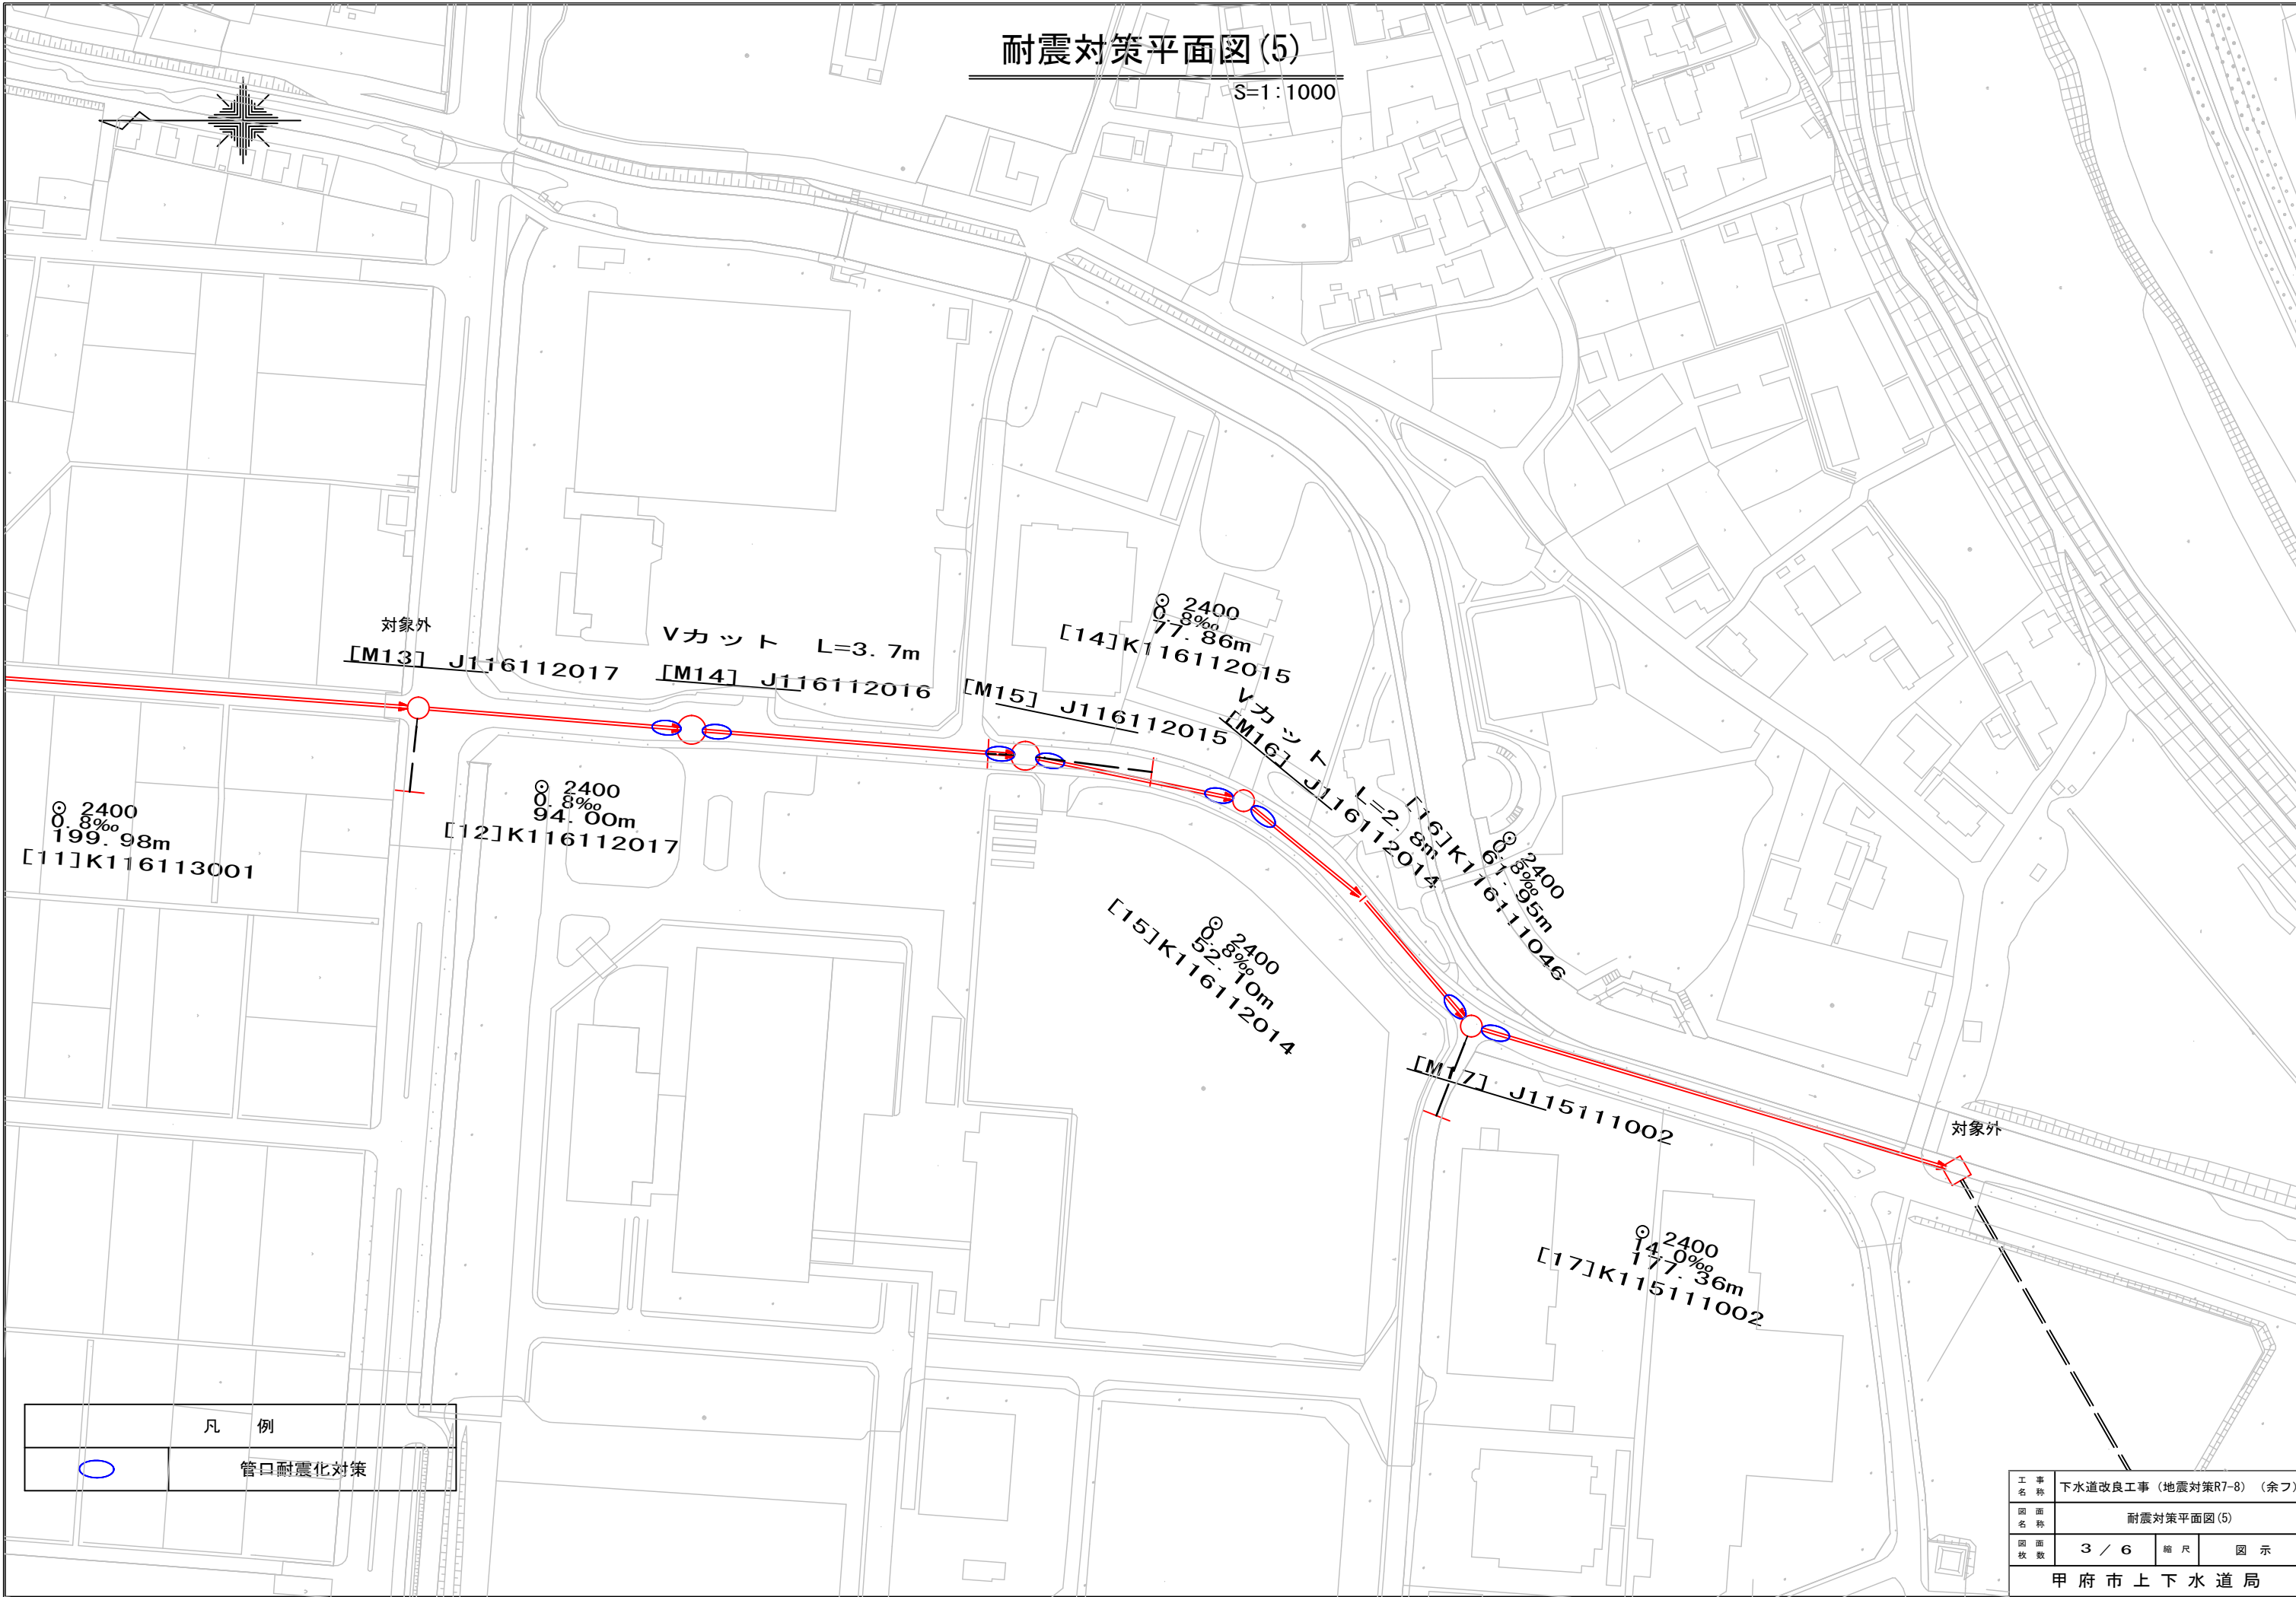 耐震対策平面図(5)
S=1:1000
対象外
[M13] J116112017
Vカット L=3.7m
[M14] J116112016
[M15] J116112015
⊙ 2400
0.8‰
77.86m
[14]K116112015
Vカット L=2.8m
[M16] J116112014
⊙ 2400
0.8‰
61.95m
[16]K116111046
⊙ 2400
0.8‰
199.98m
[11]K116113001
⊙ 2400
0.8‰
94.00m
[12]K116112017
⊙ 2400
0.8‰
52.10m
[15]K116112014
[M17] J115111002
対象外
⊙ 2400
14.0‰
177.36m
[17]K115111002
凡 例
管口耐震化対策
工事名称 下水道改良工事（地震対策R7-8）（余フ）
図面名称 耐震対策平面図(5)
図面枚数 3 / 6 縮尺 図示
甲府市上下水道局